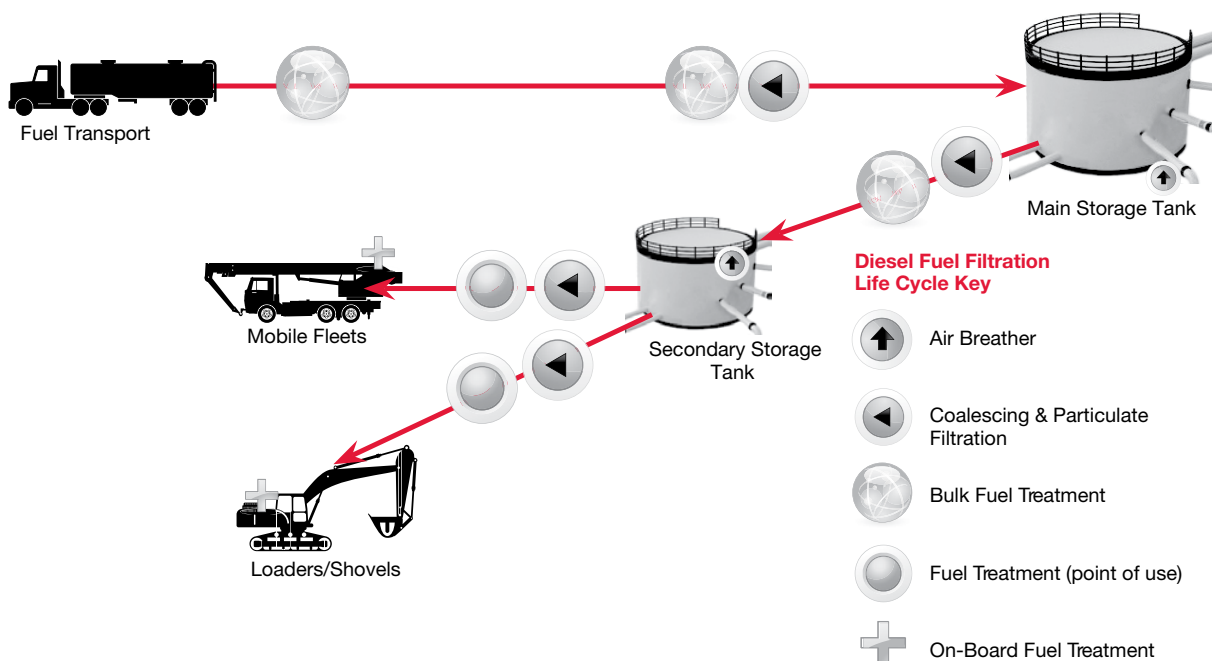 Fuel Transport
Main Storage Tank
Mobile Fleets
Secondary Storage
Tank
Loaders/Shovels
Diesel Fuel Filtration
Life Cycle Key
Air Breather
Coalescing & Particulate
Filtration
Bulk Fuel Treatment
Fuel Treatment (point of use)
On-Board Fuel Treatment